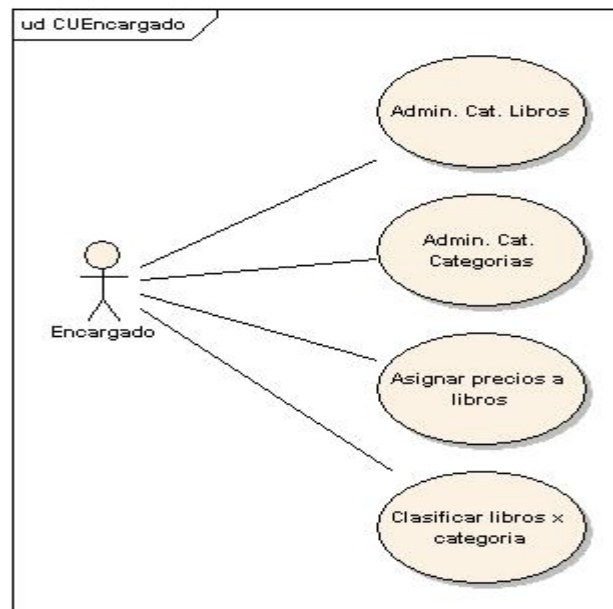 ud CUEncargado
Admin. Cat. Libros
Admin. Cat.
Categorias
Encargado
Asignar precios a
libros
Clasificar libros x
categoria